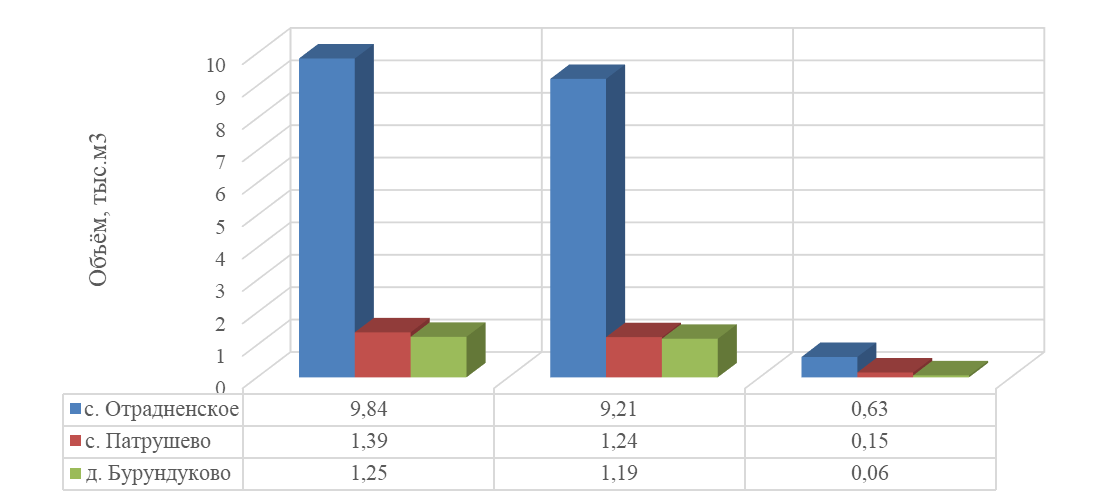 Объём, тыс.м3
10
9
8
7
6
5
4
3
2
1
0
с. Отрадненское 9,84 9,21 0,63
с. Патрушево 1,39 1,24 0,15
д. Бурундуково 1,25 1,19 0,06